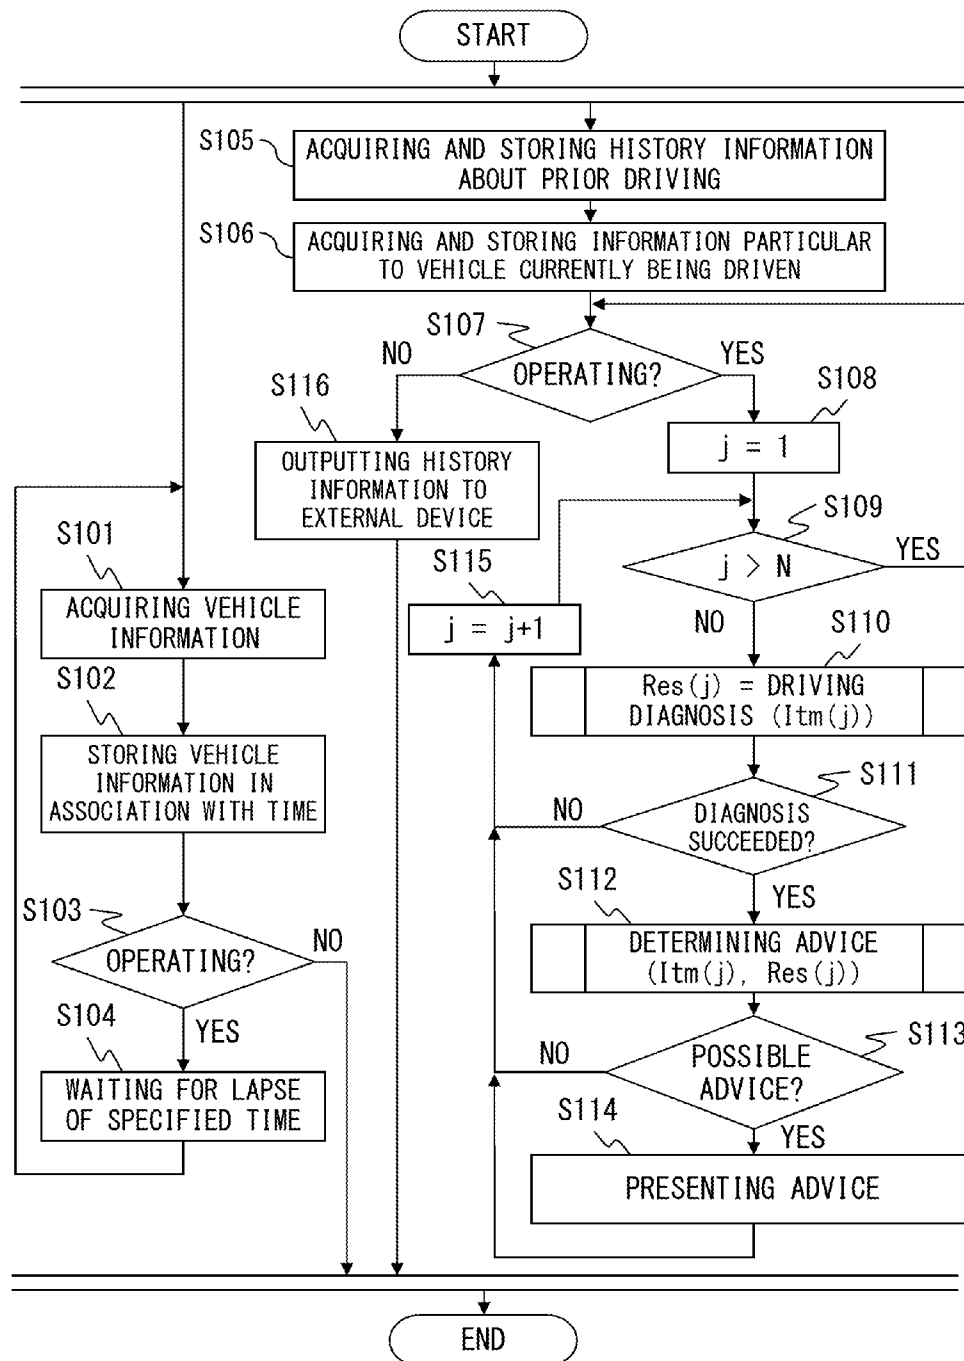 START
S105
ACQUIRING AND STORING HISTORY INFORMATION
ABOUT PRIOR DRIVING
S106
ACQUIRING AND STORING INFORMATION PARTICULAR
TO VEHICLE CURRENTLY BEING DRIVEN
S107
NO
YES
OPERATING?
S116
S108
OUTPUTTING HISTORY
INFORMATION TO
EXTERNAL DEVICE
j = 1
S109
YES
j > N
NO
S115
j = j+1
S101
ACQUIRING VEHICLE
INFORMATION
S110
Res(j) = DRIVING
DIAGNOSIS (Itm(j))
S102
STORING VEHICLE
INFORMATION IN
ASSOCIATION WITH TIME
S111
NO
DIAGNOSIS
SUCCEEDED?
YES
S112
DETERMINING ADVICE
(Itm(j), Res(j))
S103
NO
OPERATING?
YES
S113
NO
POSSIBLE
ADVICE?
YES
S104
WAITING FOR LAPSE
OF SPECIFIED TIME
S114
PRESENTING ADVICE
END